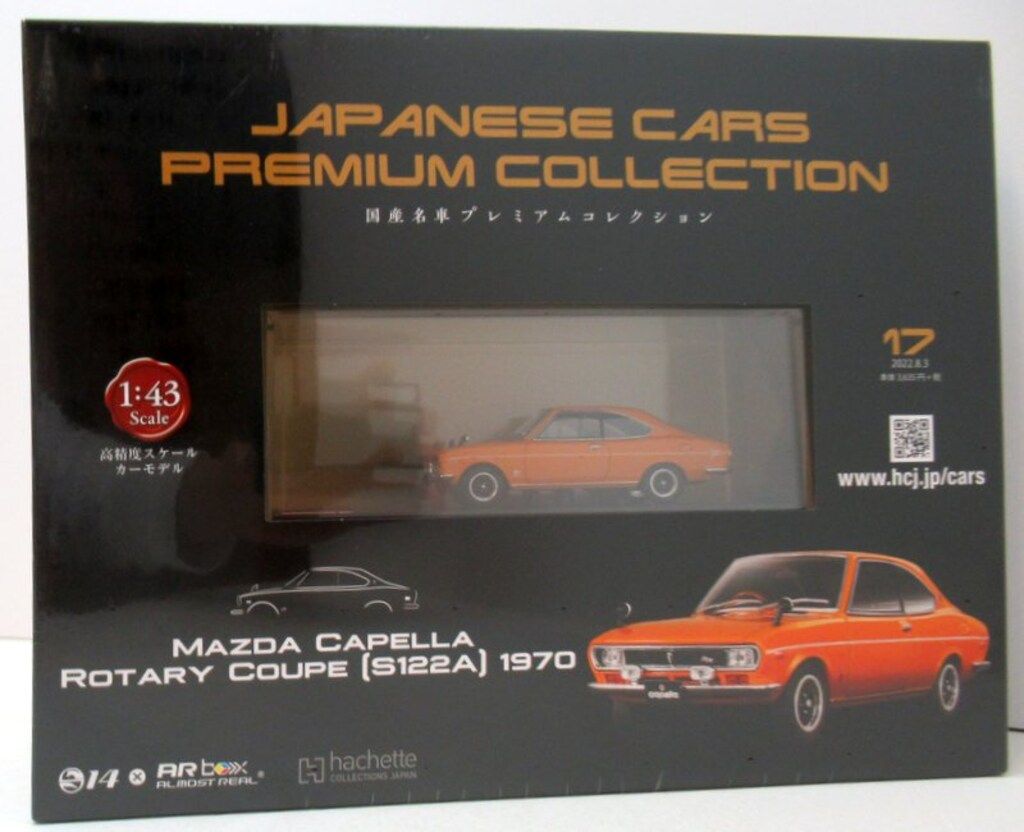 JAPANESE CARS
PREMIUM COLLECTION
国産名車プレミアムコレクション
17
2022.8.3
1:43
Scale
高精度スケール
カーモデル
www.hcj.jp/cars
MAZDA CAPELLA
ROTARY COUPE (S122A) 1970
14
ARbox
ALMOST REAL
hachette
COLLECTIONS JAPAN